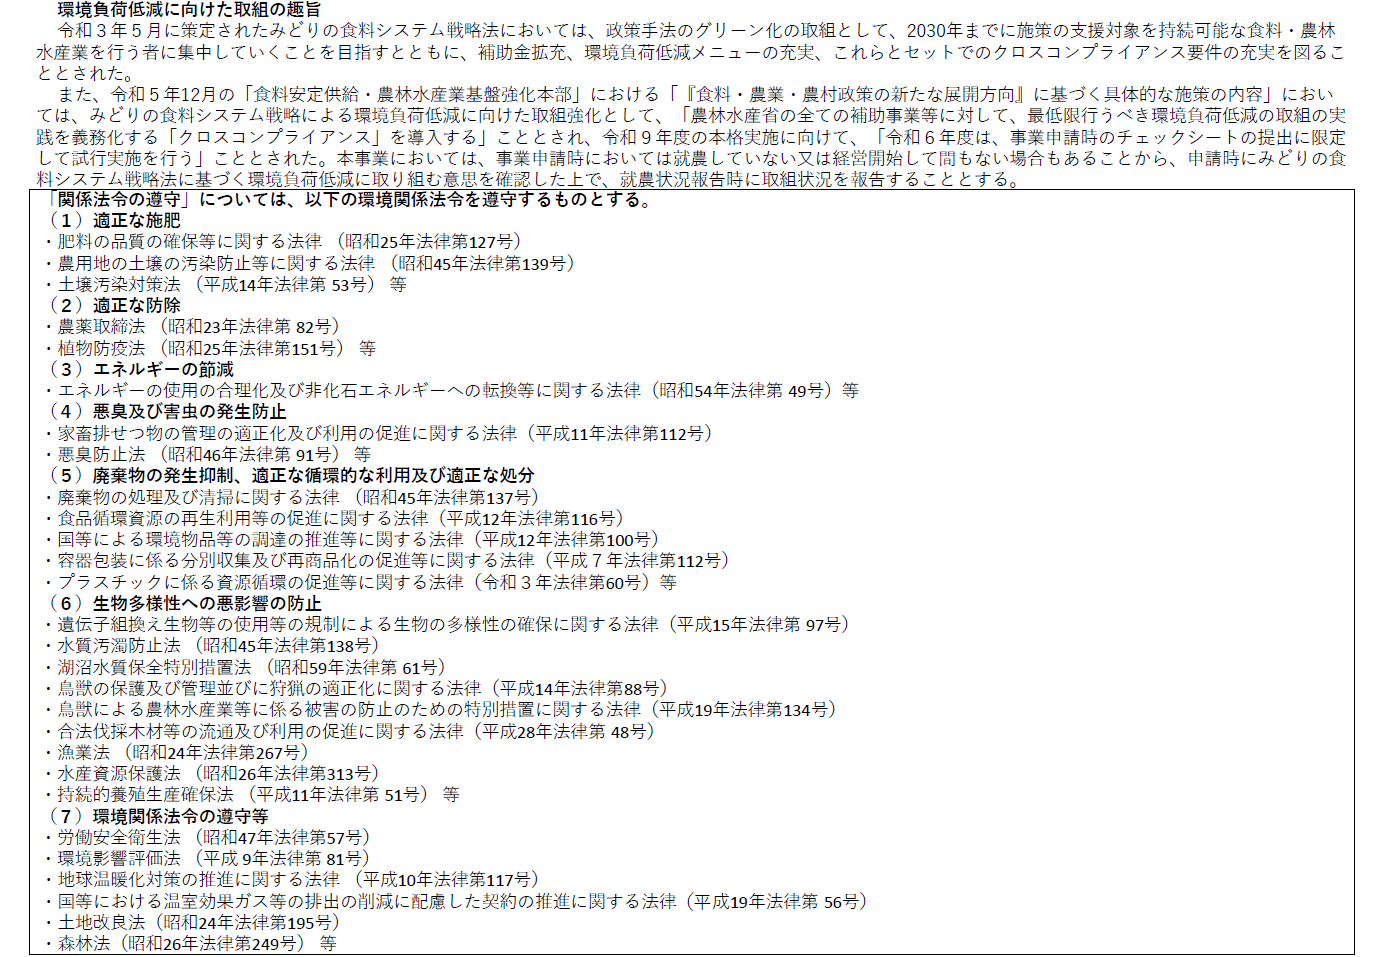 環境負荷低減に向けた取組の趣旨
　令和３年５月に策定されたみどりの食料システム戦略法においては、政策手法のグリーン化の取組として、2030年までに施策の支援対象を持続可能な食料・農林
水産業を行う者に集中していくことを目指すとともに、補助金拡充、環境負荷低減メニューの充実、これらとセットでのクロスコンプライアンス要件の充実を図るこ
ととされた。
　また、令和５年12月の「食料安定供給・農林水産業基盤強化本部」における「『食料・農業・農村政策の新たな展開方向』に基づく具体的な施策の内容」におい
ては、みどりの食料システム戦略による環境負荷低減に向けた取組強化として、「農林水産省の全ての補助事業等に対して、最低限行うべき環境負荷低減の取組の実
践を義務化する「クロスコンプライアンス」を導入する」こととされ、令和９年度の本格実施に向けて、「令和６年度は、事業申請時のチェックシートの提出に限定
して試行実施を行う」こととされた。本事業においては、事業申請時においては就農していない又は経営開始して間もない場合もあることから、申請時にみどりの食
料システム戦略法に基づく環境負荷低減に取り組む意思を確認した上で、就農状況報告時に取組状況を報告することとする。
「関係法令の遵守」については、以下の環境関係法令を遵守するものとする。
（１）適正な施肥
・肥料の品質の確保等に関する法律 （昭和25年法律第127号）
・農用地の土壌の汚染防止等に関する法律 （昭和45年法律第139号）
・土壌汚染対策法 （平成14年法律第 53号） 等
（２）適正な防除
・農薬取締法 （昭和23年法律第 82号）
・植物防疫法 （昭和25年法律第151号） 等
（３）エネルギーの節減
・エネルギーの使用の合理化及び非化石エネルギーへの転換等に関する法律（昭和54年法律第 49号）等
（４）悪臭及び害虫の発生防止
・家畜排せつ物の管理の適正化及び利用の促進に関する法律（平成11年法律第112号）
・悪臭防止法 （昭和46年法律第 91号） 等
（５）廃棄物の発生抑制、適正な循環的な利用及び適正な処分
・廃棄物の処理及び清掃に関する法律 （昭和45年法律第137号）
・食品循環資源の再生利用等の促進に関する法律（平成12年法律第116号）
・国等による環境物品等の調達の推進等に関する法律（平成12年法律第100号）
・容器包装に係る分別収集及び再商品化の促進等に関する法律（平成７年法律第112号）
・プラスチックに係る資源循環の促進等に関する法律（令和３年法律第60号）等
（６）生物多様性への悪影響の防止
・遺伝子組換え生物等の使用等の規制による生物の多様性の確保に関する法律（平成15年法律第 97号）
・水質汚濁防止法 （昭和45年法律第138号）
・湖沼水質保全特別措置法 （昭和59年法律第 61号）
・鳥獣の保護及び管理並びに狩猟の適正化に関する法律（平成14年法律第88号）
・鳥獣による農林水産業等に係る被害の防止のための特別措置に関する法律（平成19年法律第134号）
・合法伐採木材等の流通及び利用の促進に関する法律（平成28年法律第 48号）
・漁業法 （昭和24年法律第267号）
・水産資源保護法 （昭和26年法律第313号）
・持続的養殖生産確保法 （平成11年法律第 51号） 等
（７）環境関係法令の遵守等
・労働安全衛生法 （昭和47年法律第57号）
・環境影響評価法 （平成 9年法律第 81号）
・地球温暖化対策の推進に関する法律 （平成10年法律第117号）
・国等における温室効果ガス等の排出の削減に配慮した契約の推進に関する法律（平成19年法律第 56号）
・土地改良法（昭和24年法律第195号）
・森林法（昭和26年法律第249号） 等